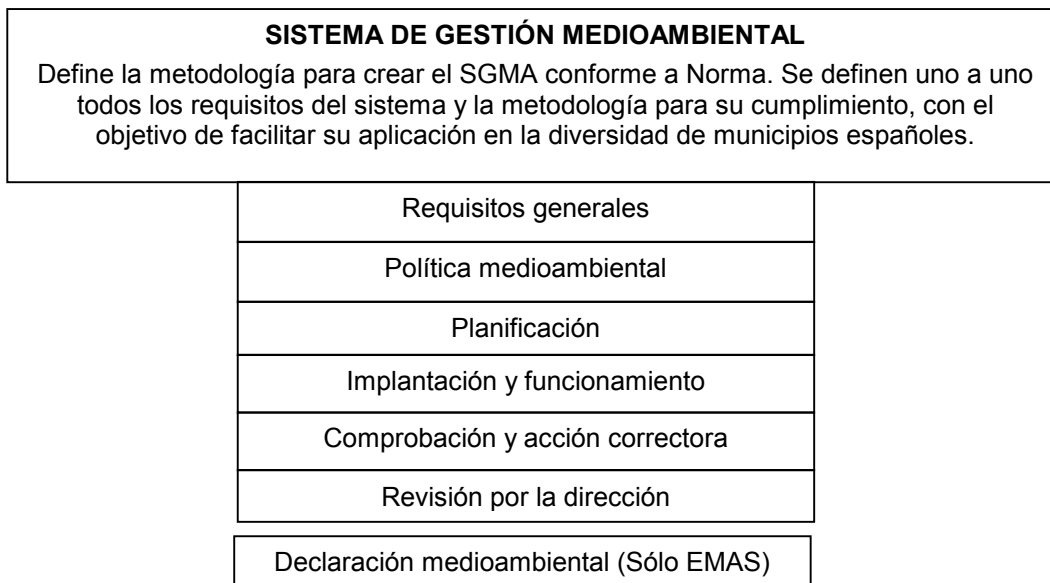 SISTEMA DE GESTIÓN MEDIOAMBIENTAL
Define la metodología para crear el SGMA conforme a Norma. Se definen uno a uno
todos los requisitos del sistema y la metodología para su cumplimiento, con el
objetivo de facilitar su aplicación en la diversidad de municipios españoles.
Requisitos generales
Política medioambiental
Planificación
Implantación y funcionamiento
Comprobación y acción correctora
Revisión por la dirección
Declaración medioambiental (Sólo EMAS)